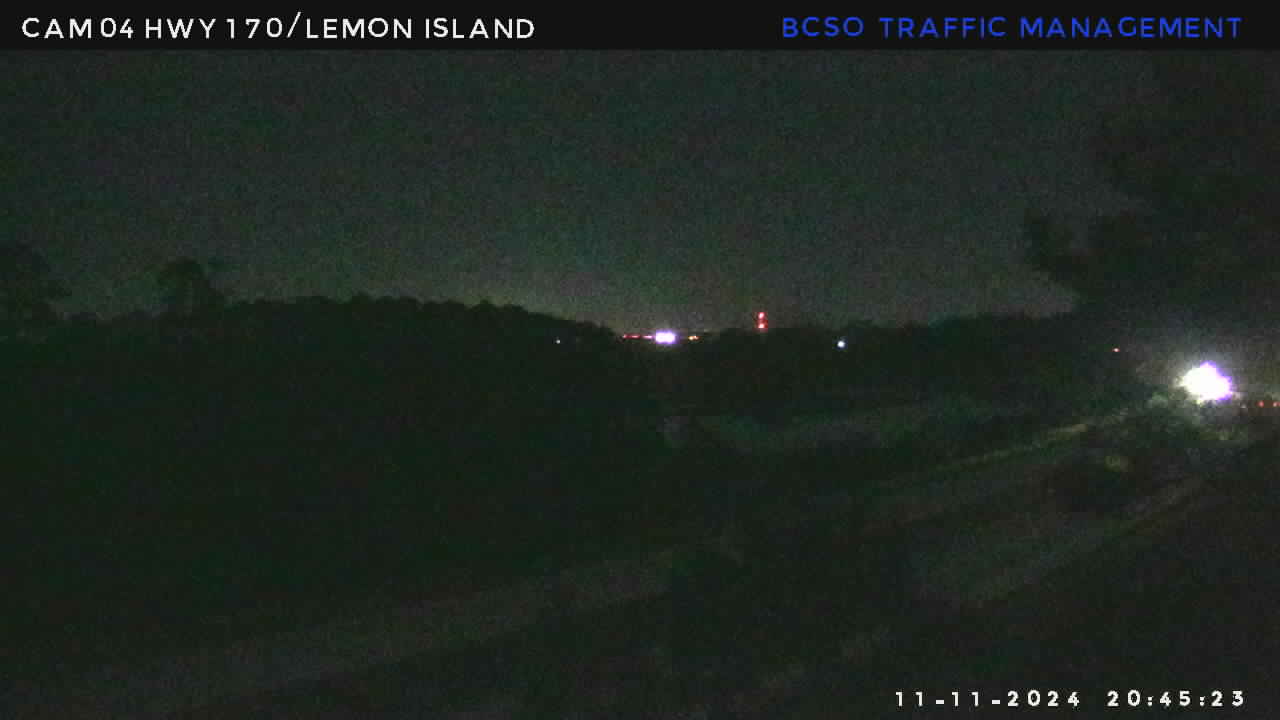 CAM04 HWY 170/LEMON ISLAND
BCSO TRAFFIC MANAGEMENT
11-11-2024 20:45:23